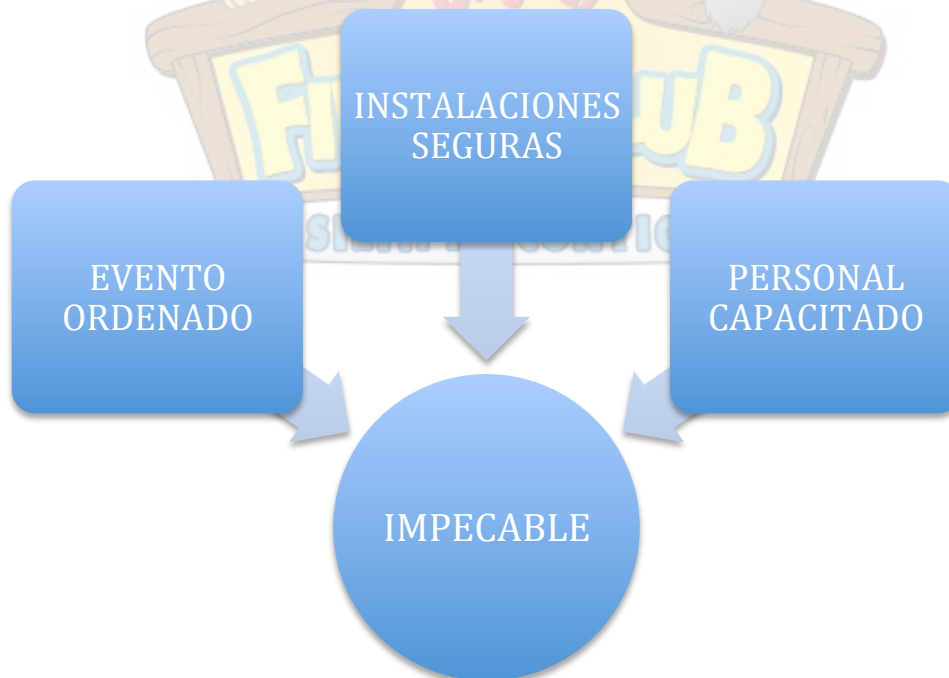 INSTALACIONES
SEGURAS
EVENTO
ORDENADO
PERSONAL
CAPACITADO
IMPECABLE